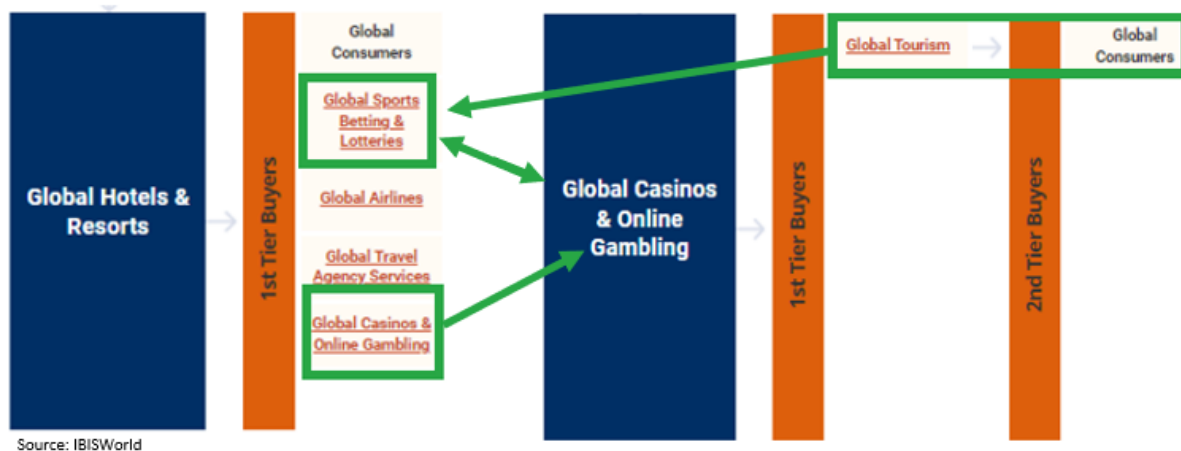 Global Hotels &
Resorts
1st Tier Buyers
Global
Consumers
Global Sports
Betting &
Lotteries
Global Airlines
Global Travel
Agency Services
Global Casinos &
Online Gambling
Global Casinos
& Online
Gambling
1st Tier Buyers
Global Tourism
2nd Tier Buyers
Global
Consumers
Source: IBISWorld